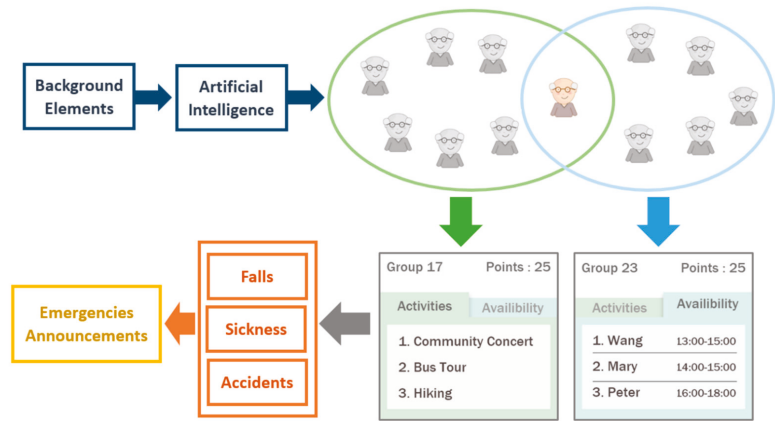 Background
Elements
Artificial
Intelligence
Group 17 Points : 25
Activities Availibility
1. Community Concert
2. Bus Tour
3. Hiking
Group 23 Points : 25
Activities Availibility
1. Wang 13:00-15:00
2. Mary 14:00-15:00
3. Peter 16:00-18:00
Falls
Sickness
Accidents
Emergencies
Announcements